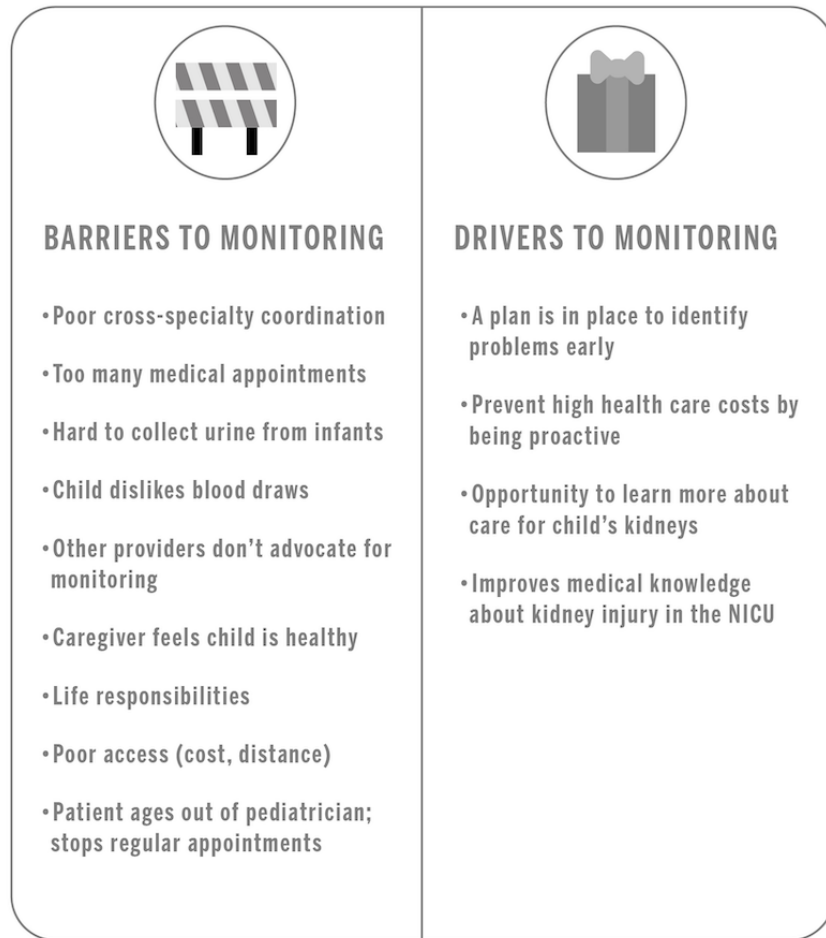 BARRIERS TO MONITORING
•Poor cross-specialty coordination
•Too many medical appointments
•Hard to collect urine from infants
•Child dislikes blood draws
•Other providers don’t advocate for
monitoring
•Caregiver feels child is healthy
•Life responsibilities
•Poor access (cost, distance)
•Patient ages out of pediatrician;
stops regular appointments
DRIVERS TO MONITORING
•A plan is in place to identify
problems early
•Prevent high health care costs by
being proactive
•Opportunity to learn more about
care for child’s kidneys
•Improves medical knowledge
about kidney injury in the NICU